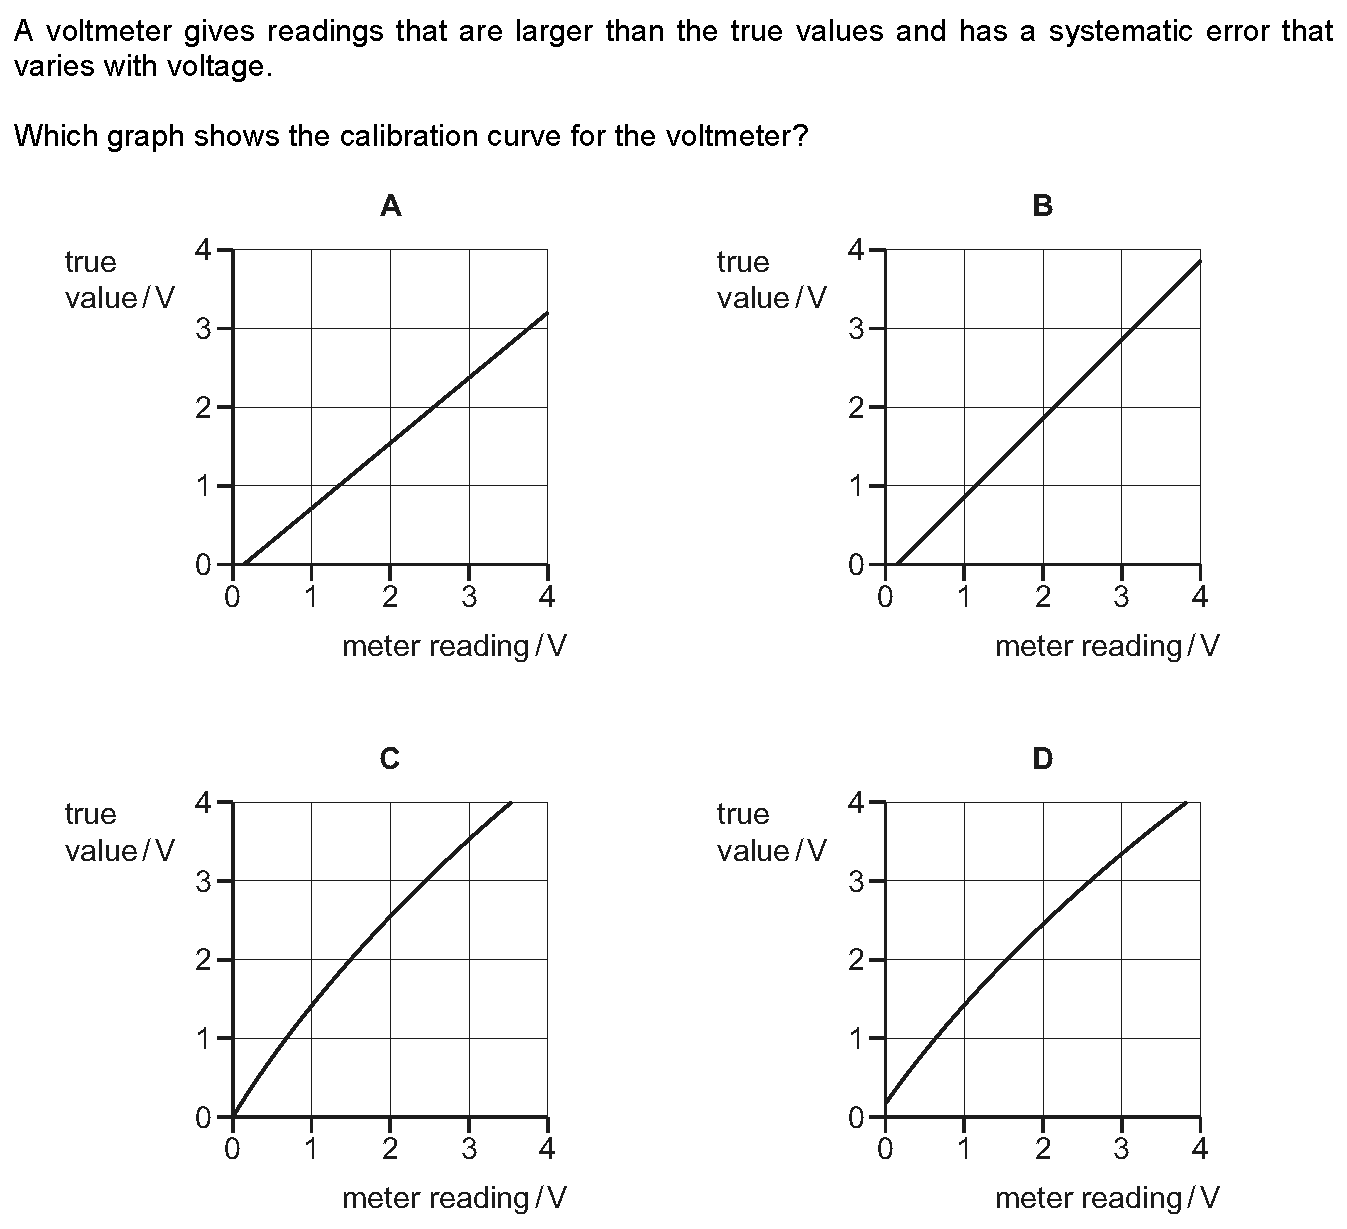 A voltmeter gives readings that are larger than the true values and has a systematic error that
varies with voltage.
Which graph shows the calibration curve for the voltmeter?
A
true
value / V
4
3
2
1
0
0 1 2 3 4
meter reading / V
B
true
value / V
4
3
2
1
0
0 1 2 3 4
meter reading / V
C
true
value / V
4
3
2
1
0
0 1 2 3 4
meter reading / V
D
true
value / V
4
3
2
1
0
0 1 2 3 4
meter reading / V